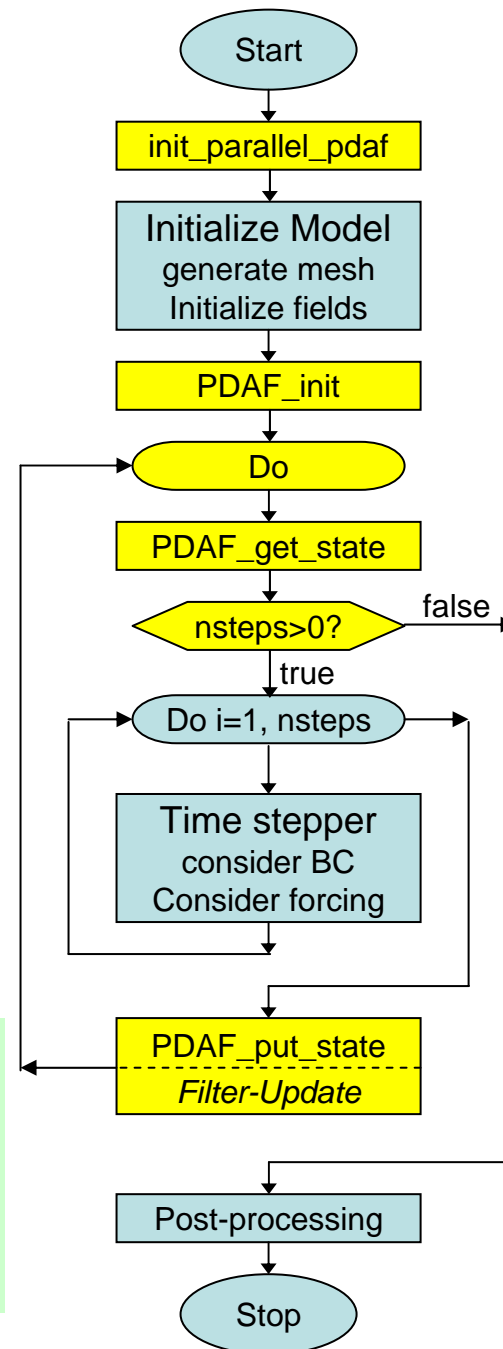 Start
init_parallel_pdaf
Initialize Model
generate mesh
Initialize fields
PDAF_init
Do
PDAF_get_state
nsteps>0?
false
true
Do i=1, nsteps
Time stepper
consider BC
Consider forcing
PDAF_put_state
Filter-Update
Post-processing
Stop